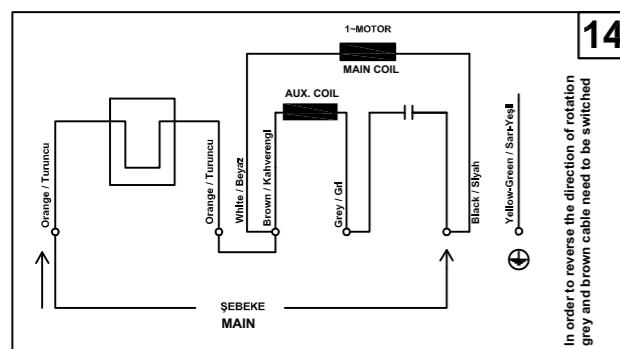 14
1~MOTOR
MAIN COIL
AUX. COIL
Orange / Turuncu
Orange / Turuncu
White / Beyaz
Brown / Kahverengi
Grey / Gri
Black / Siyah
Yellow-Green / Sarı-Yeşi
ŞEBEKE
MAIN
In order to reverse the direction of rotation
grey and brown cable need to be switched